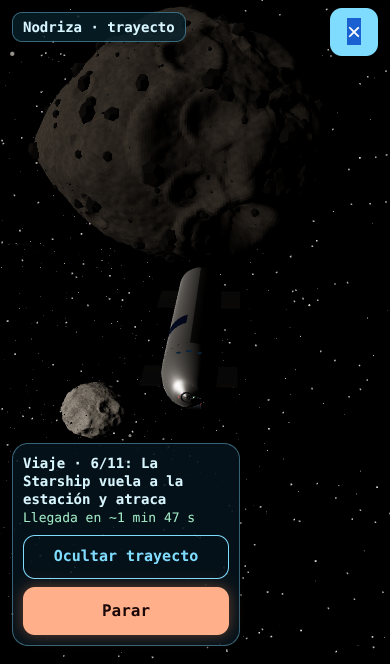 Nodriza · trayecto
✕
Viaje · 6/11: La
Starship vuela a la
estación y atraca
Llegada en ~1 min 47 s
Ocultar trayecto
Parar